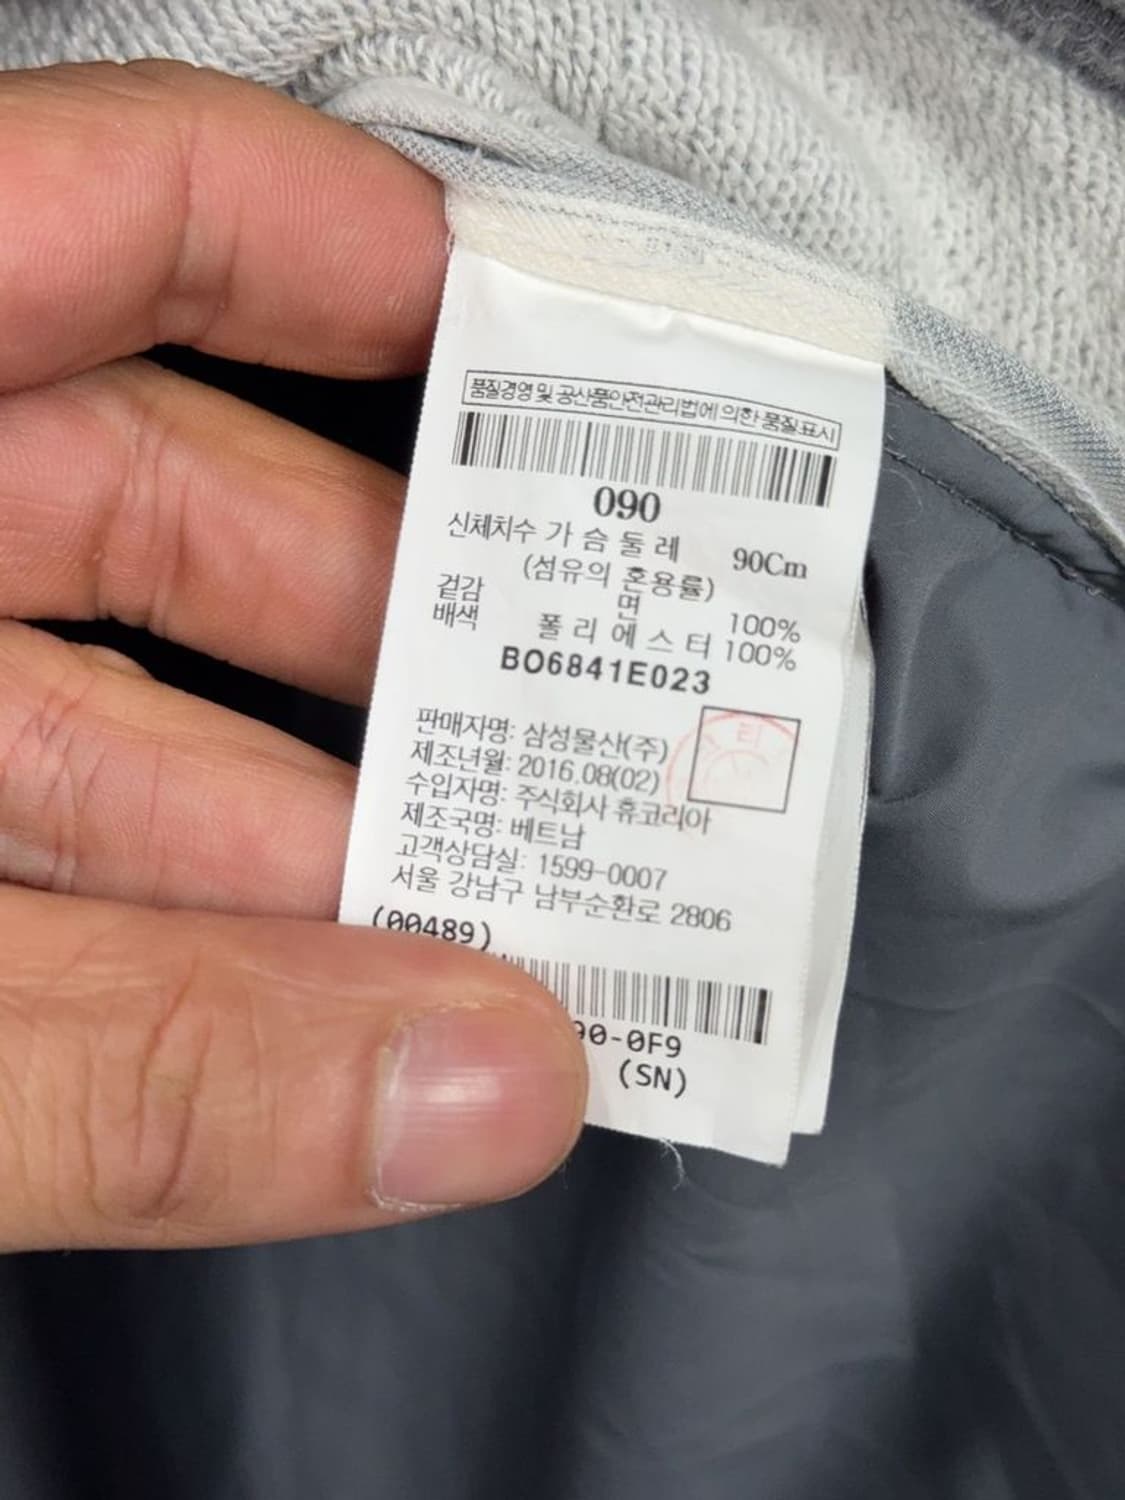 품질경영 및 공산품안전관리법에 의한 품질표시
090
신체치수 가 슴 둘 레 90Cm
(섬유의 혼용률)
겉감 면 100%
배색 폴 리 에 스 터 100%
BO6841E023
판매자명: 삼성물산(주)
제조년월: 2016.08(02)
수입자명: 주식회사 휴코리아
제조국명: 베트남
고객상담실: 1599-0007
서울 강남구 남부순환로 2806
(00489)
90-0F9
(SN)